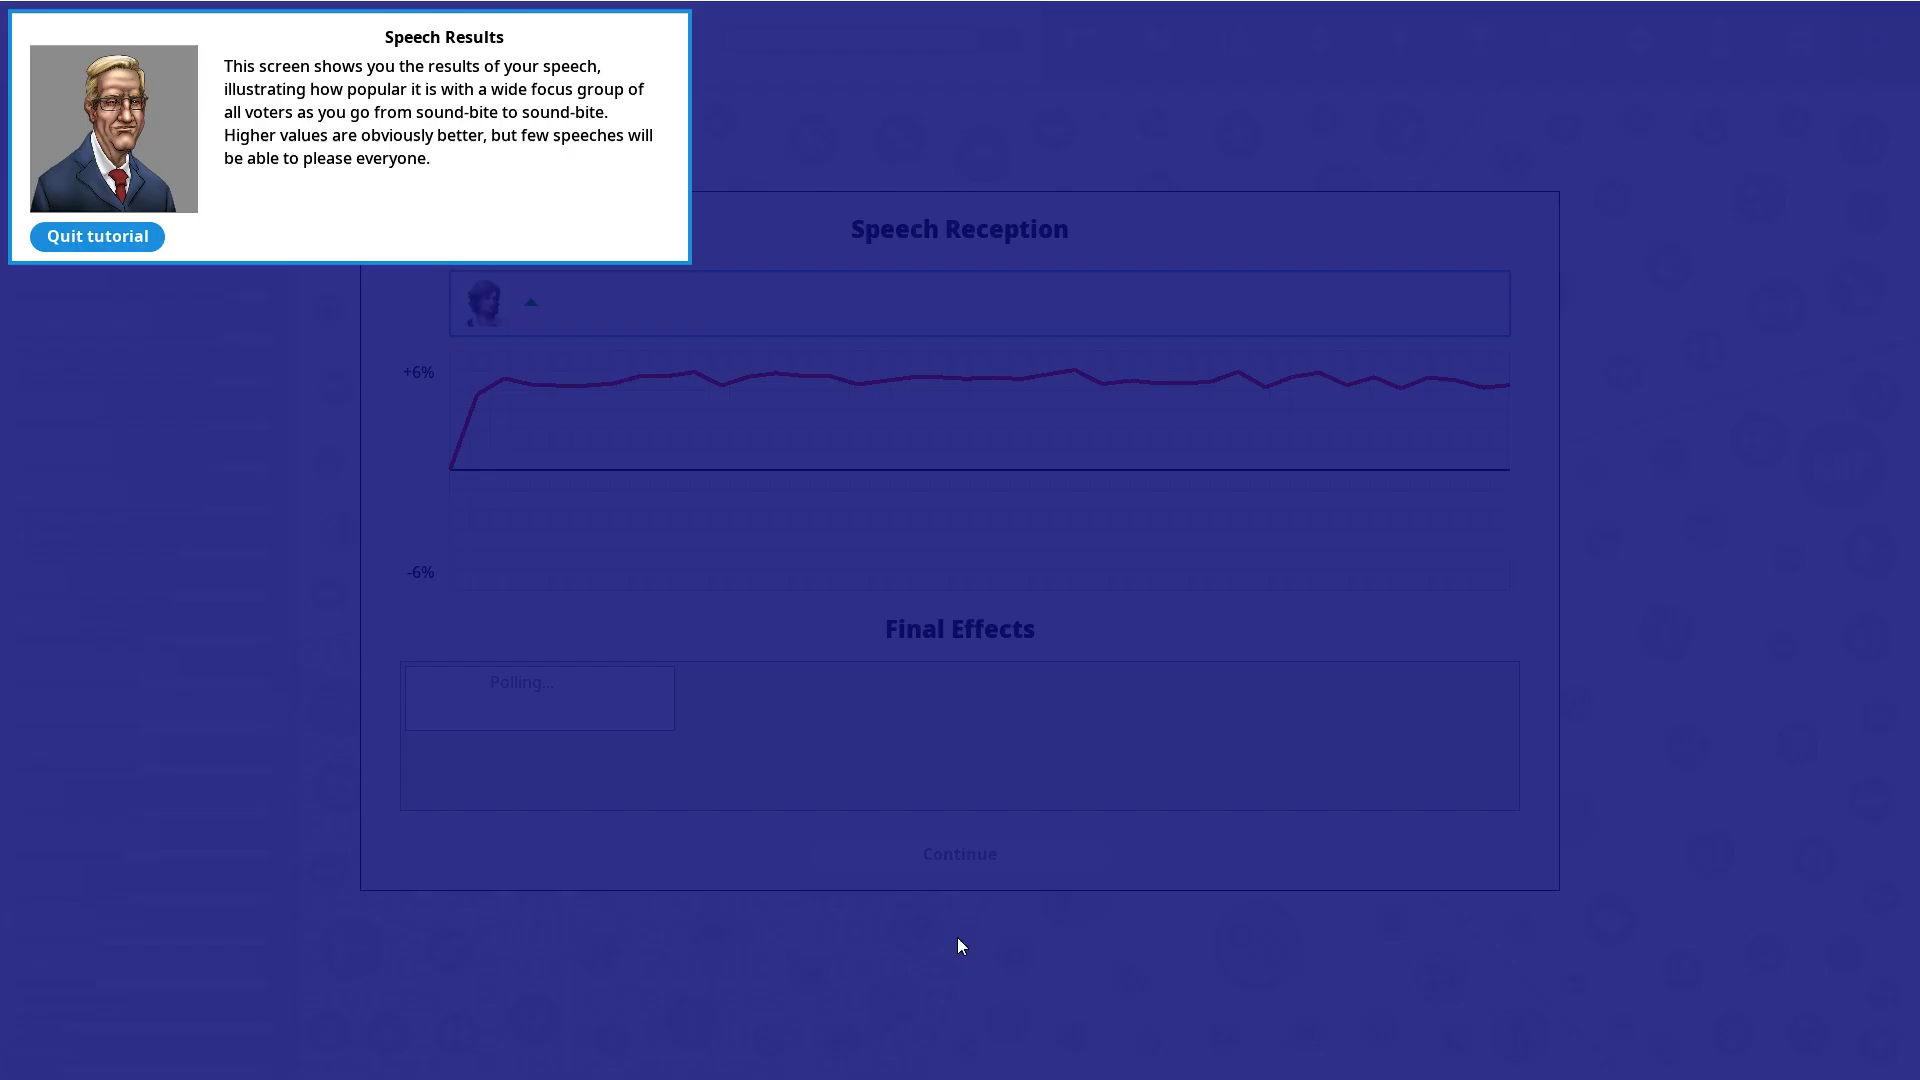 Speech Results
This screen shows you the results of your speech,
illustrating how popular it is with a wide focus group of
all voters as you go from sound-bite to sound-bite.
Higher values are obviously better, but few speeches will
be able to please everyone.
Quit tutorial
Speech Reception
+6%
-6%
Final Effects
Polling...
Continue